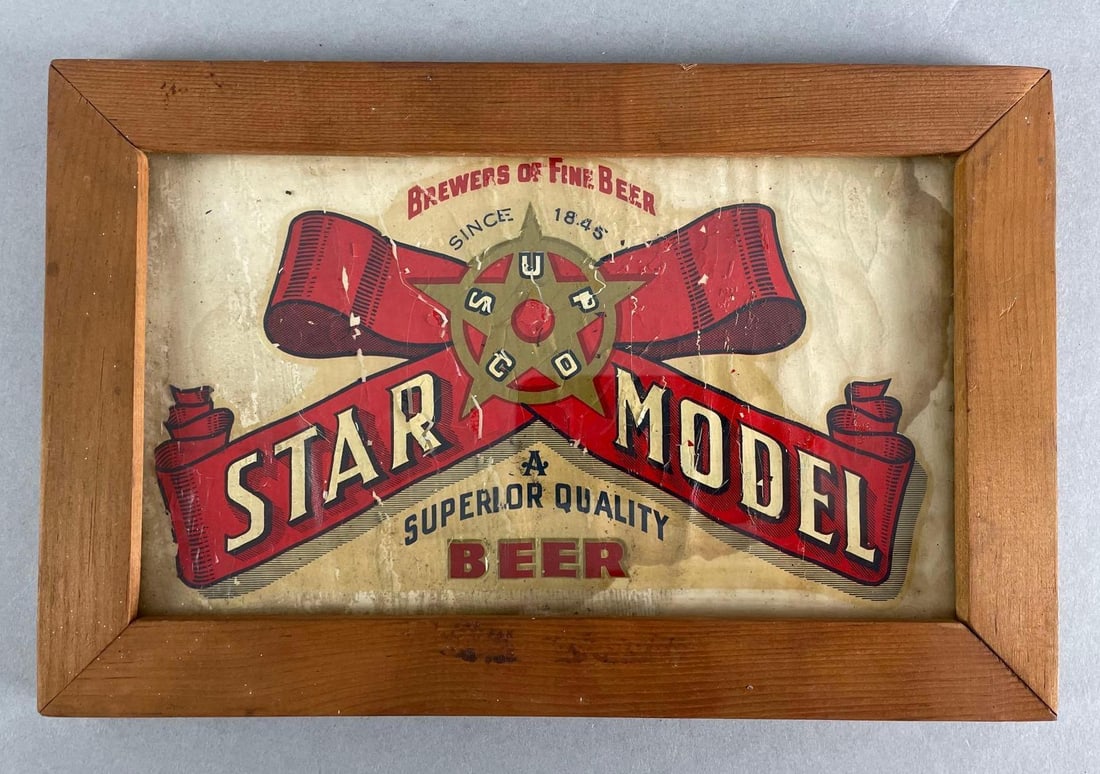 BREWERS OF FINE BEER
SINCE 1845
U S P C O
STAR MODEL
A
SUPERIOR QUALITY
BEER